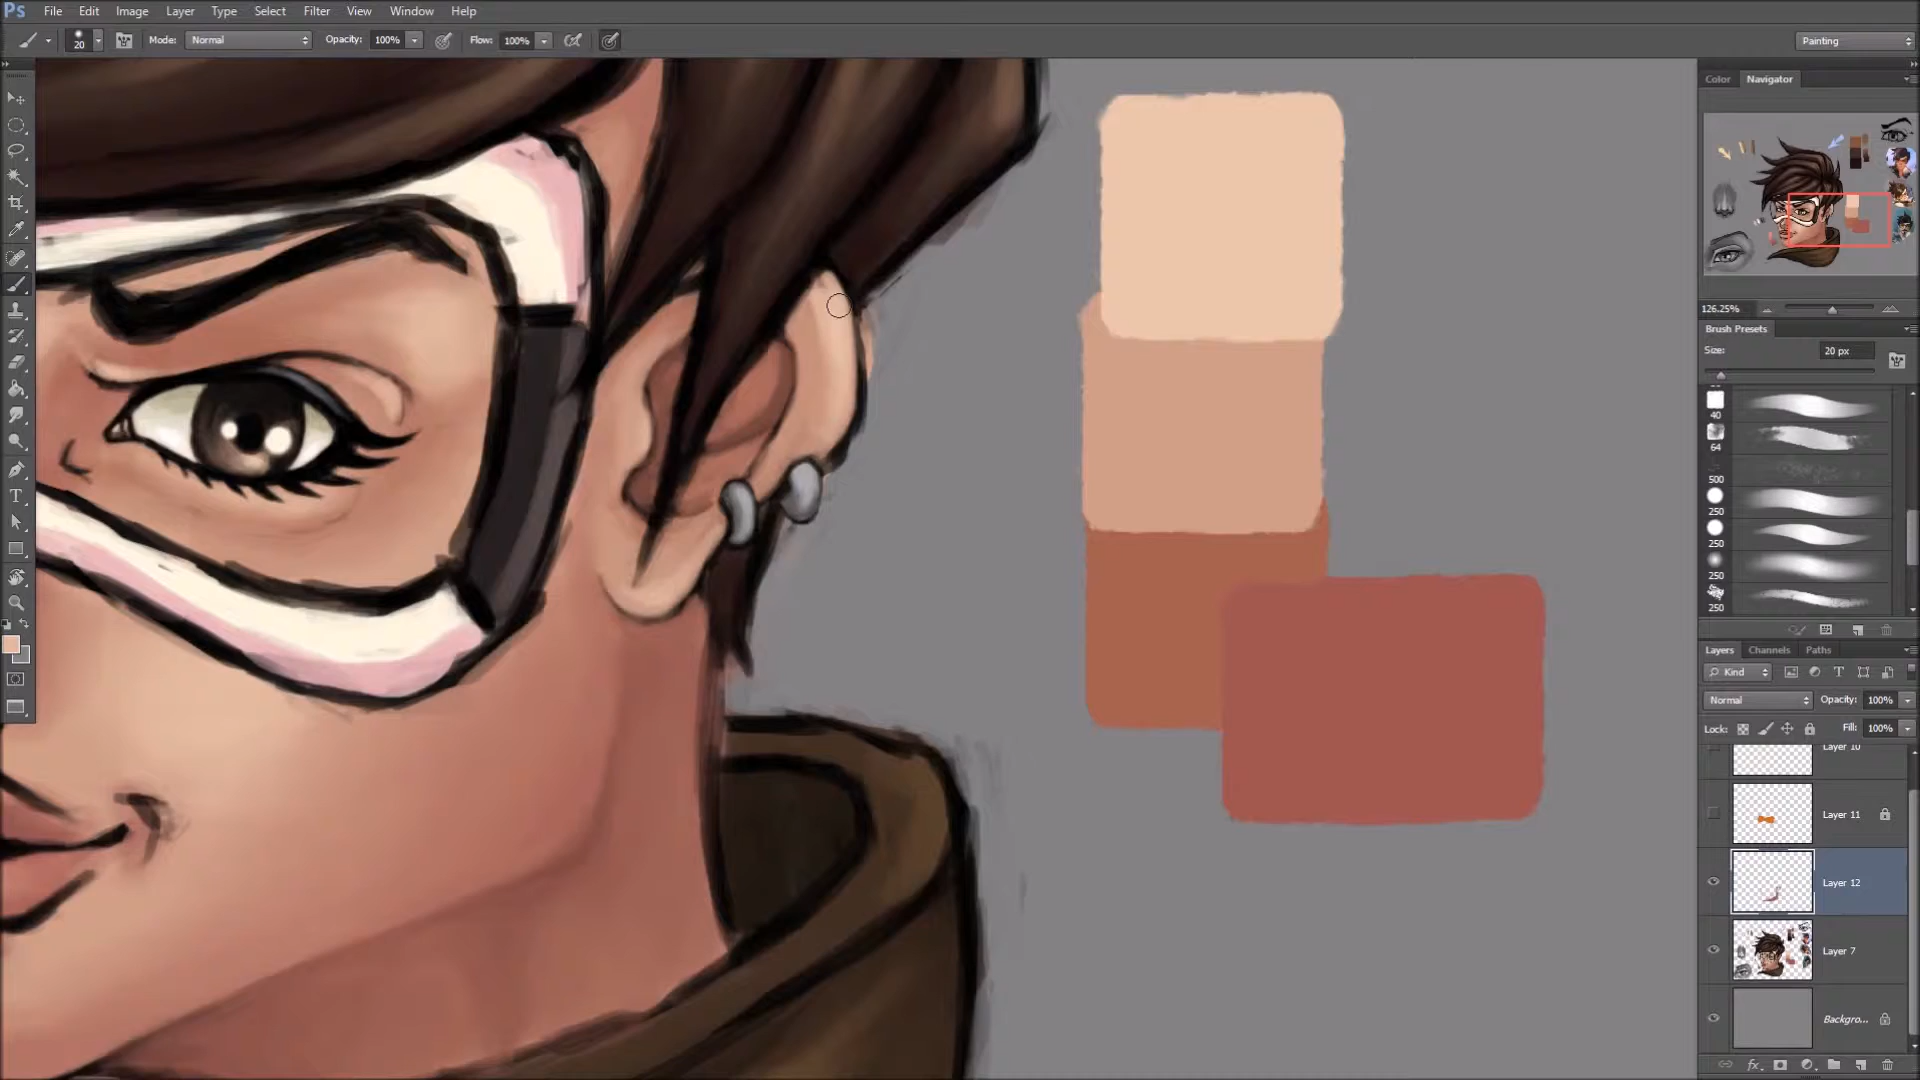 Ps File Edit Image Layer Type Select Filter View Window Help
20 Mode: Normal Opacity: 100% Flow: 100% Painting
Color Navigator
126.25%
Brush Presets
Size: 20 px
40
64
500
250
250
250
250
Layers Channels Paths
Kind
Normal Opacity: 100%
Lock: Fill: 100%
Layer 10
Layer 11
Layer 12
Layer 7
Backgro...
T
fx